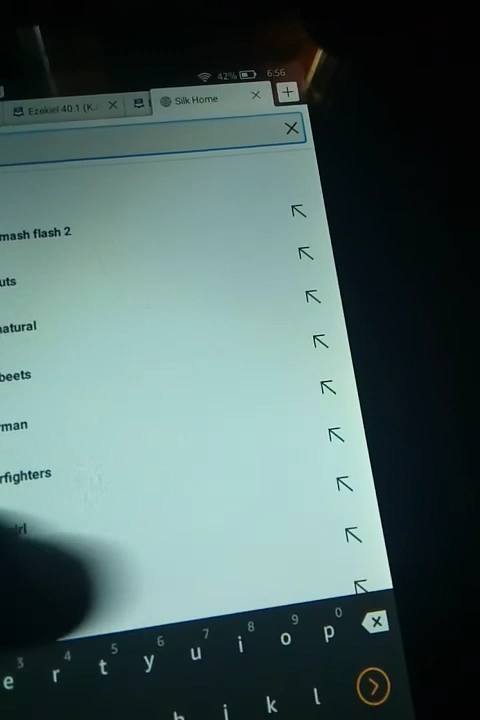 42% 6:56
Ezekiel 40:1 (K...
Silk Home
mash flash 2
uts
natural
beets
rman
rfighters
irl
3 4 5 6 7 8 9 0
e r t y u i o p
h j k l